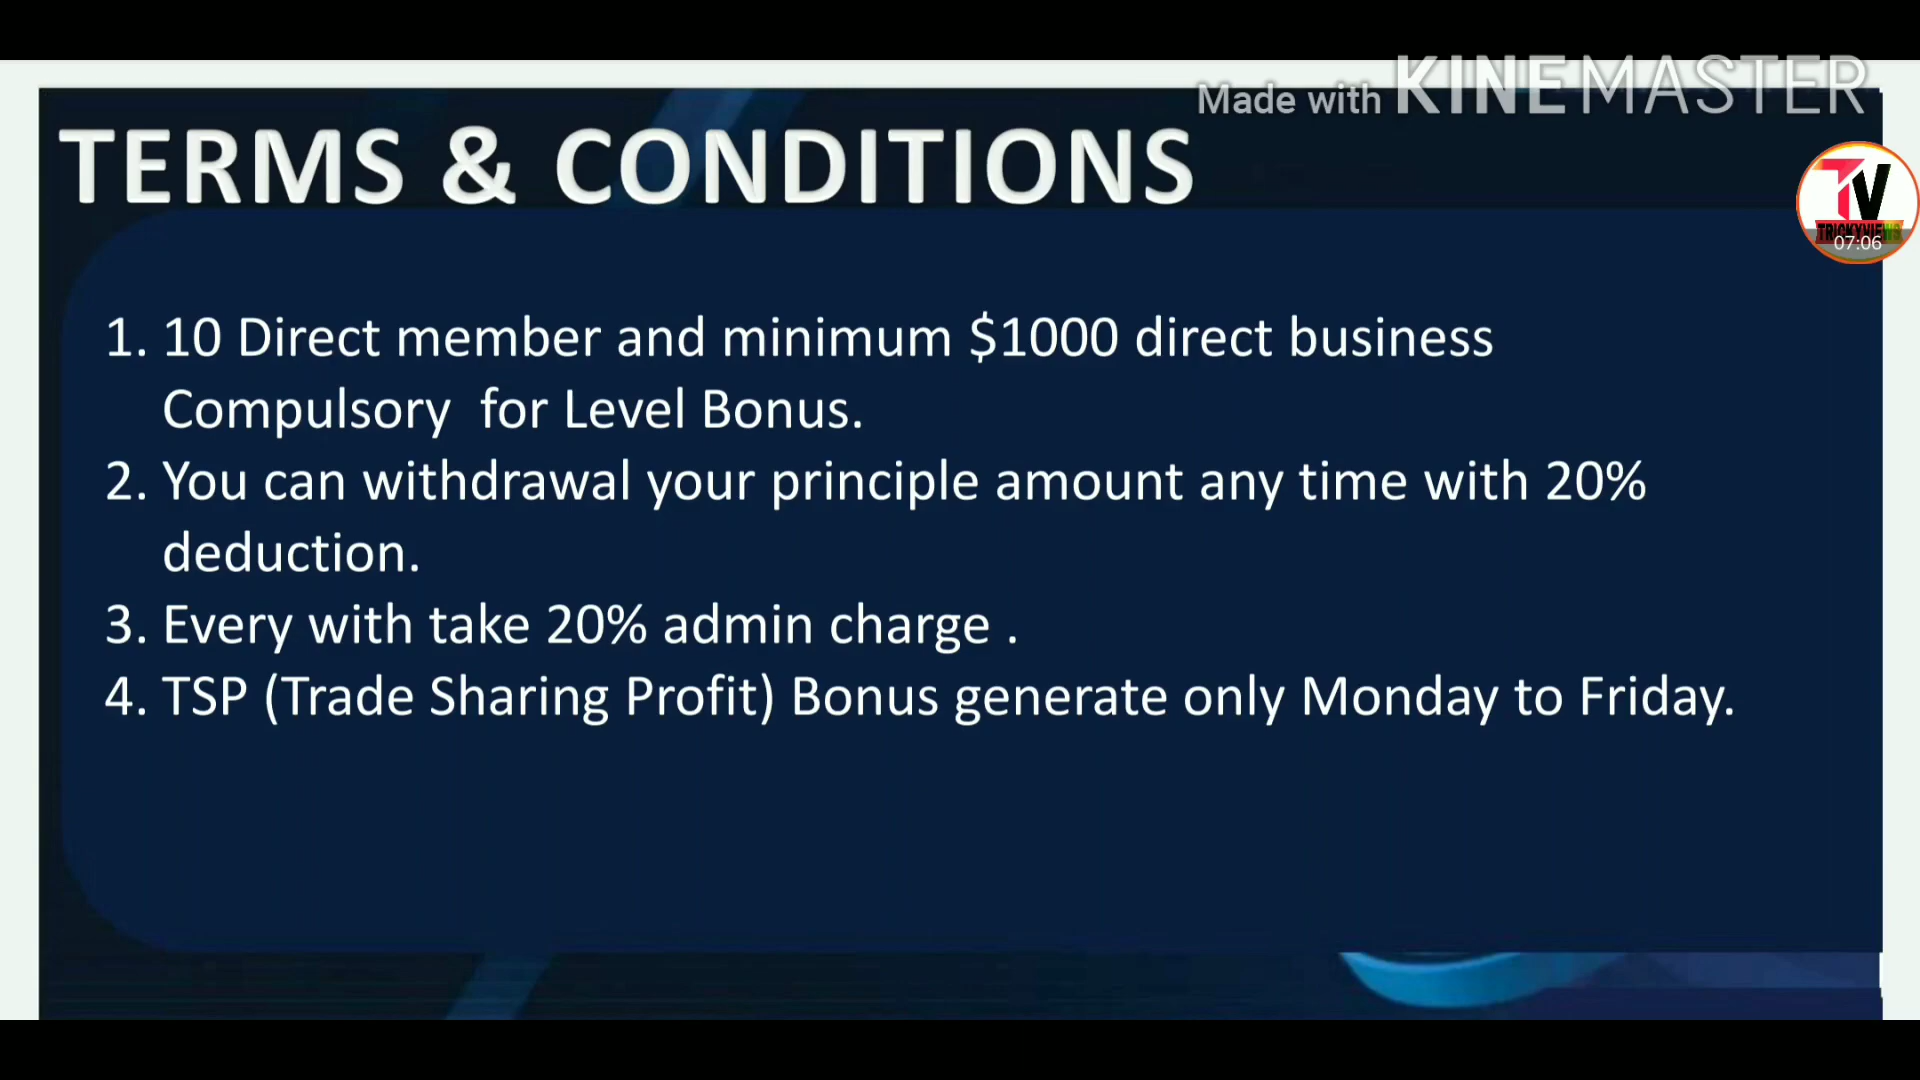 Made with KINEMASTER
TERMS & CONDITIONS
TRICKYVIEWS
07:06
1. 10 Direct member and minimum $1000 direct business
Compulsory  for Level Bonus.
2. You can withdrawal your principle amount any time with 20%
deduction.
3. Every with take 20% admin charge .
4. TSP (Trade Sharing Profit) Bonus generate only Monday to Friday.